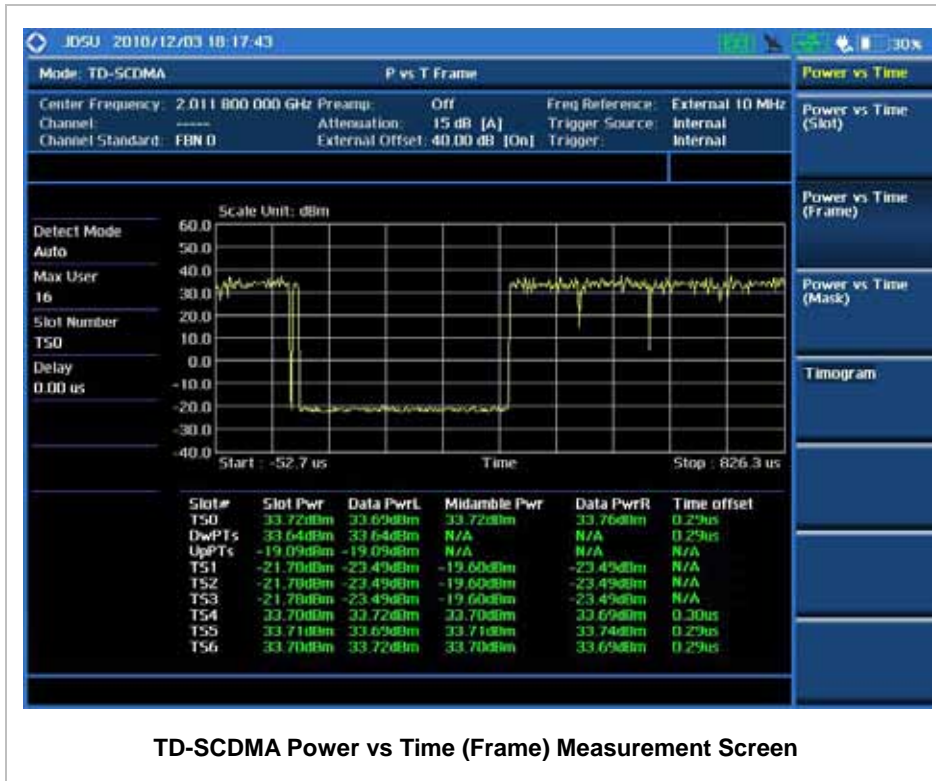 JDSU 2010/12/03 18:17:43
30%
Mode: TD-SCDMA P vs T Frame
Power vs Time
Center Frequency: 2.011 800 000 GHz Preamp: Off Freq Reference: External 10 MHz
Channel: ----- Attenuation: 15 dB [A] Trigger Source: Internal
Channel Standard: FBN 0 External Offset: 40.00 dB [On] Trigger: Internal
Power vs Time
(Slot)
Power vs Time
(Frame)
Power vs Time
(Mask)
Timogram
Detect Mode
Auto
Max User
16
Slot Number
TS0
Delay
0.00 us
Scale Unit: dBm
60.0
50.0
40.0
30.0
20.0
10.0
0.0
-10.0
-20.0
-30.0
-40.0
Start : -52.7 us Time Stop : 826.3 us
Slot# Slot Pwr Data PwrL Midamble Pwr Data PwrR Time offset
TS0 33.72dBm 33.69dBm 33.72dBm 33.76dBm 0.29us
DwPTs 33.64dBm 33.64dBm N/A N/A 0.29us
UpPTs -19.09dBm -19.09dBm N/A N/A N/A
TS1 -21.78dBm -23.49dBm -19.60dBm -23.49dBm N/A
TS2 -21.78dBm -23.49dBm -19.60dBm -23.49dBm N/A
TS3 -21.78dBm -23.49dBm -19.60dBm -23.49dBm N/A
TS4 33.70dBm 33.72dBm 33.70dBm 33.69dBm 0.30us
TS5 33.71dBm 33.69dBm 33.71dBm 33.74dBm 0.29us
TS6 33.70dBm 33.72dBm 33.70dBm 33.69dBm 0.29us
TD-SCDMA Power vs Time (Frame) Measurement Screen